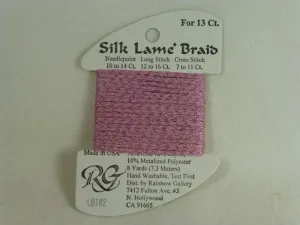 For 13 Ct.
Silk Lamé Braid
Needlepoint Long Stitch Cross Stitch
10 to 14 Ct. 12 to 16 Ct. 7 to 11 Ct.
Made in USA
10% Metalized Polyester
8 Yards (7.3 Meters)
Hand Washable, Test First
Dist. by Rainbow Gallery
7412 Fulton Ave. #5
N. Hollywood
CA 91605
RG
LB182